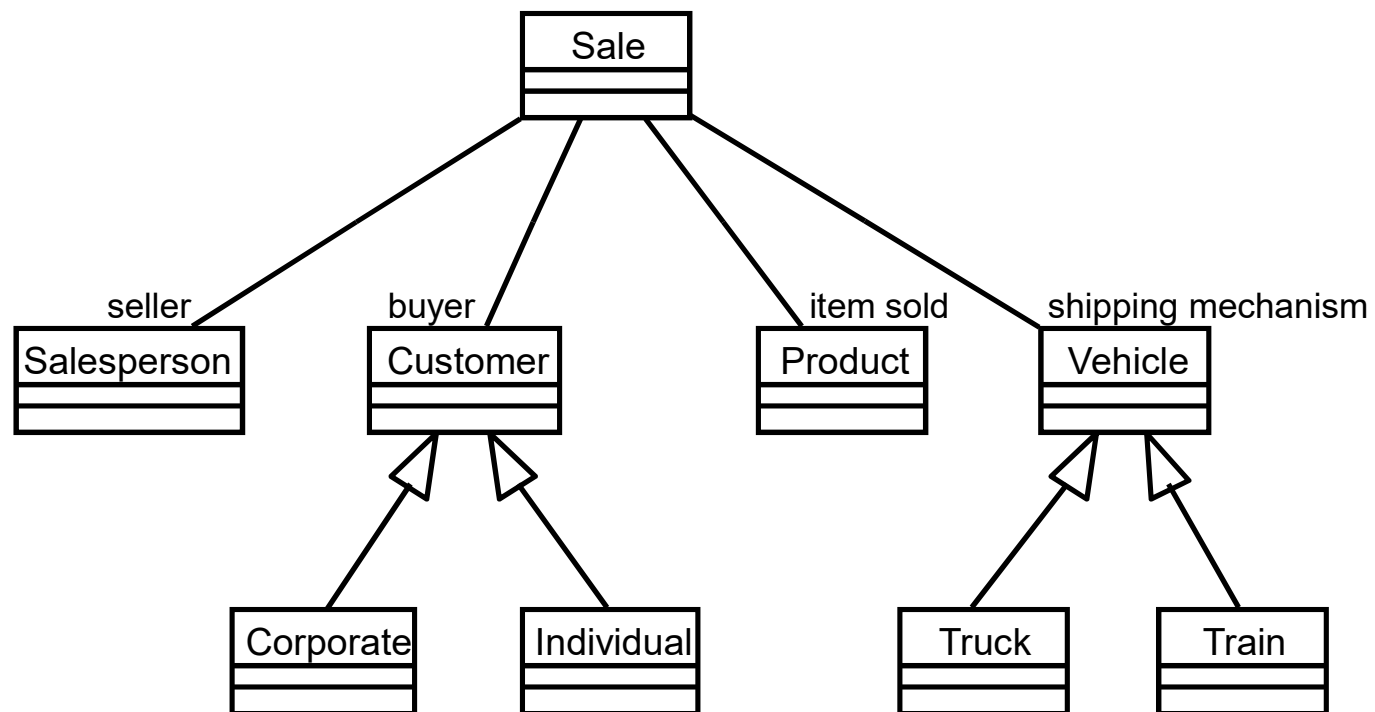 Sale
seller
buyer
item sold
shipping mechanism
Salesperson
Customer
Product
Vehicle
Corporate
Individual
Truck
Train